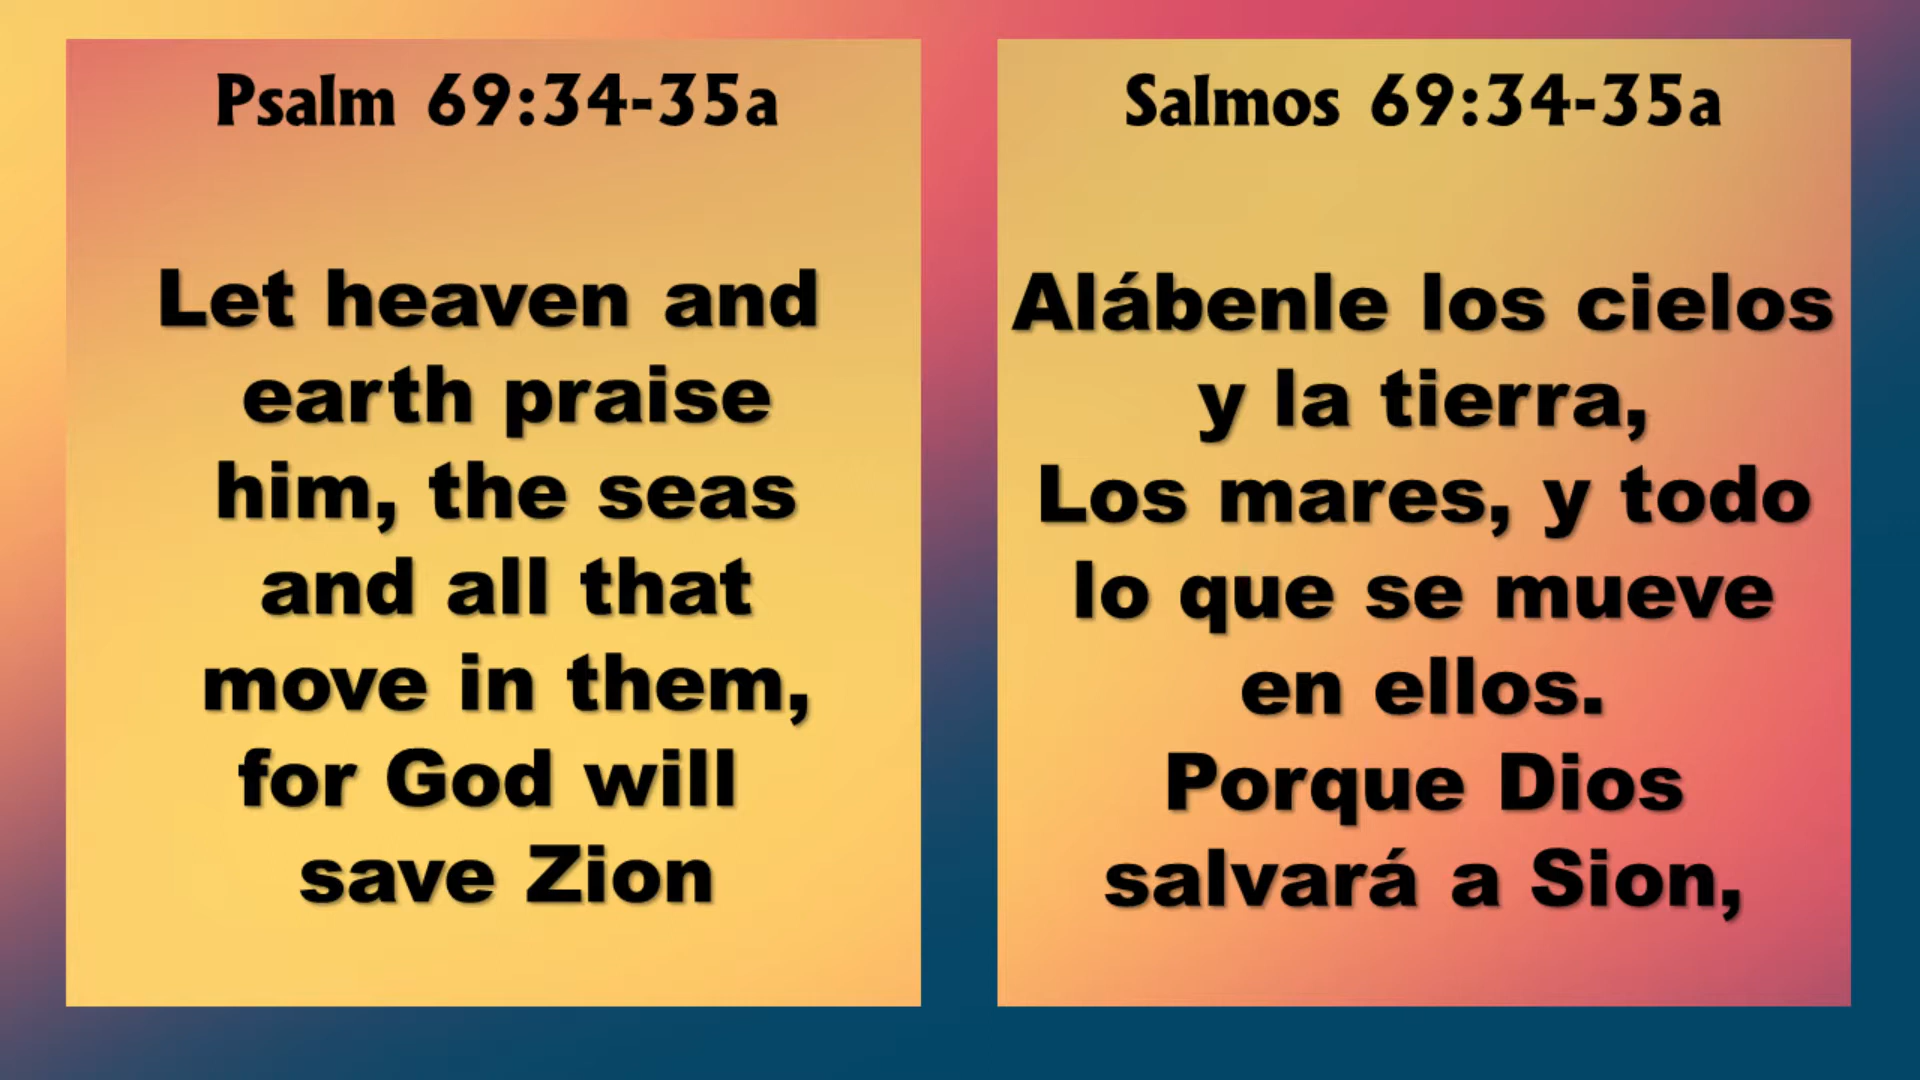 Psalm 69:34-35a
Let heaven and
earth praise
him, the seas
and all that
move in them,
for God will
save Zion
Salmos 69:34-35a
Alábenle los cielos
y la tierra,
Los mares, y todo
lo que se mueve
en ellos.
Porque Dios
salvará a Sion,